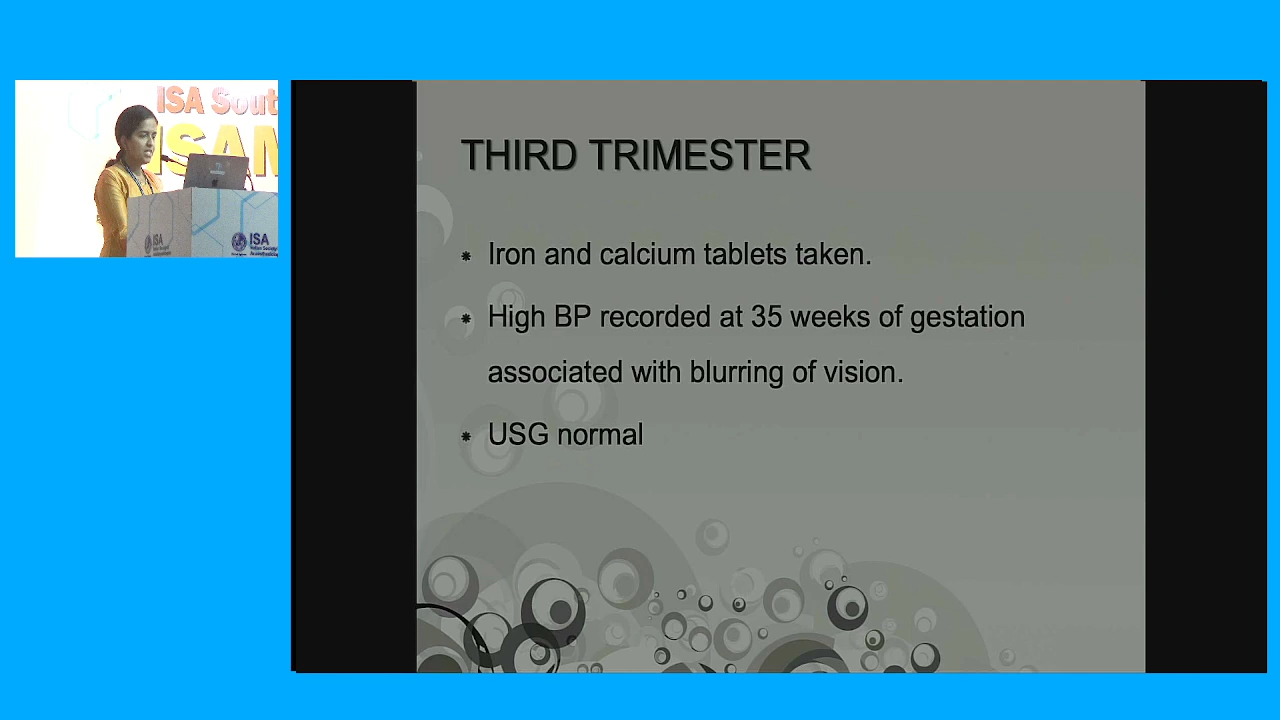 ISA Sout
ISAM
ISA
ISA
THIRD TRIMESTER
Iron and calcium tablets taken.
High BP recorded at 35 weeks of gestation
associated with blurring of vision.
USG normal